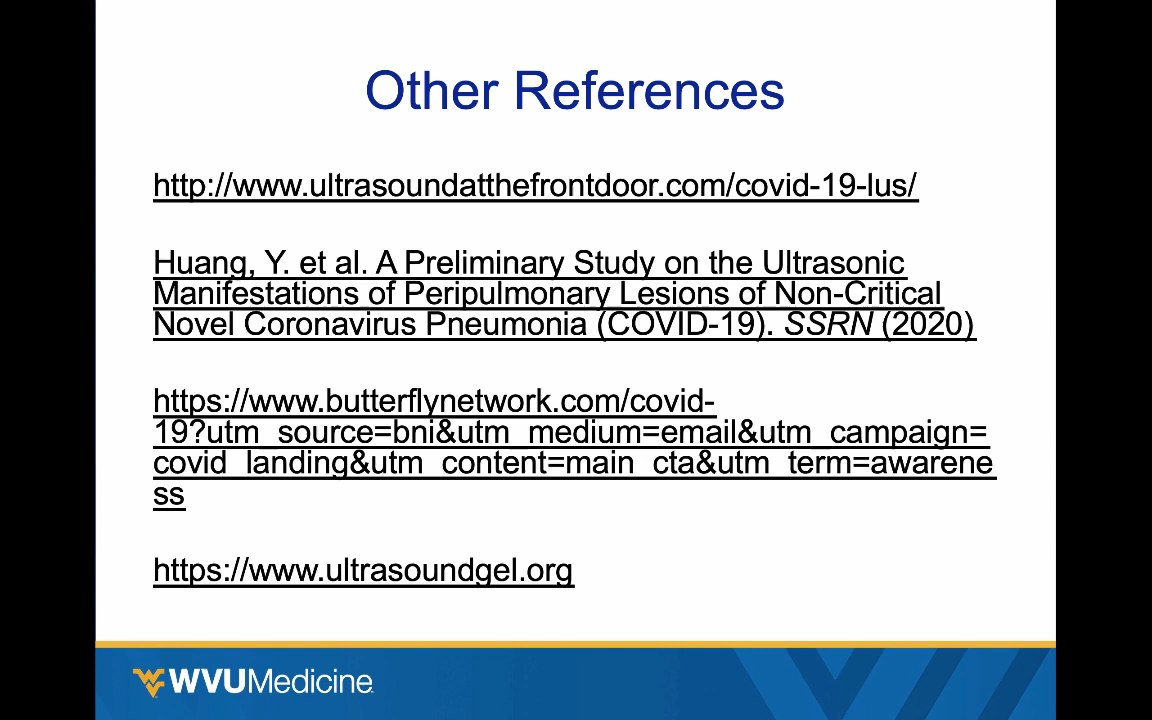 Other References
http://www.ultrasoundatthefrontdoor.com/covid-19-lus/
Huang, Y. et al. A Preliminary Study on the Ultrasonic
Manifestations of Peripulmonary Lesions of Non-Critical
Novel Coronavirus Pneumonia (COVID-19). SSRN (2020)
https://www.butterflynetwork.com/covid-
19?utm_source=bni&utm_medium=email&utm_campaign=
covid_landing&utm_content=main_cta&utm_term=awarene
ss
https://www.ultrasoundgel.org
WVUMedicine